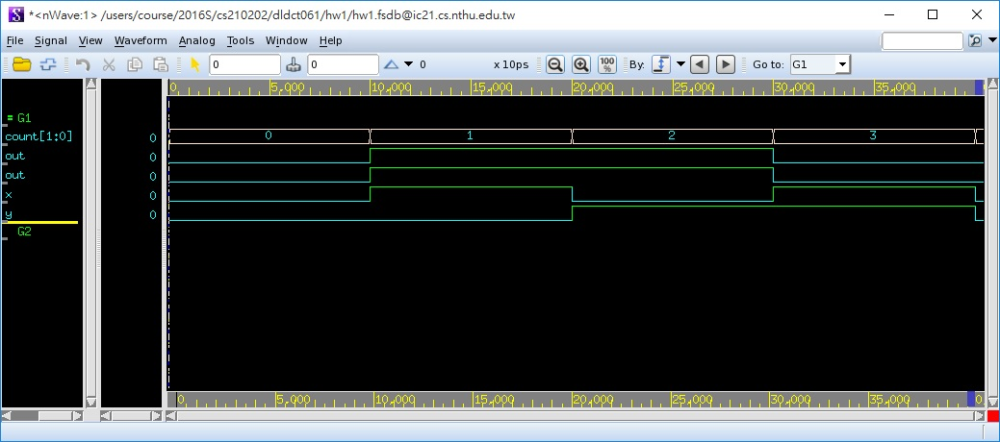 *<nWave:1> /users/course/2016S/cs210202/dldct061/hw1/hw1.fsdb@ic21.cs.nthu.edu.tw
File Signal View Waveform Analog Tools Window Help
0 0 0 x 10ps 100 % By: Go to: G1
0 5,000 10,000 15,000 20,000 25,000 30,000 35,000
= G1
count[1:0] 0 0 1 2 3
out 0
out 0
x 0
y 0
G2
0 5,000 10,000 15,000 20,000 25,000 30,000 35,000 0